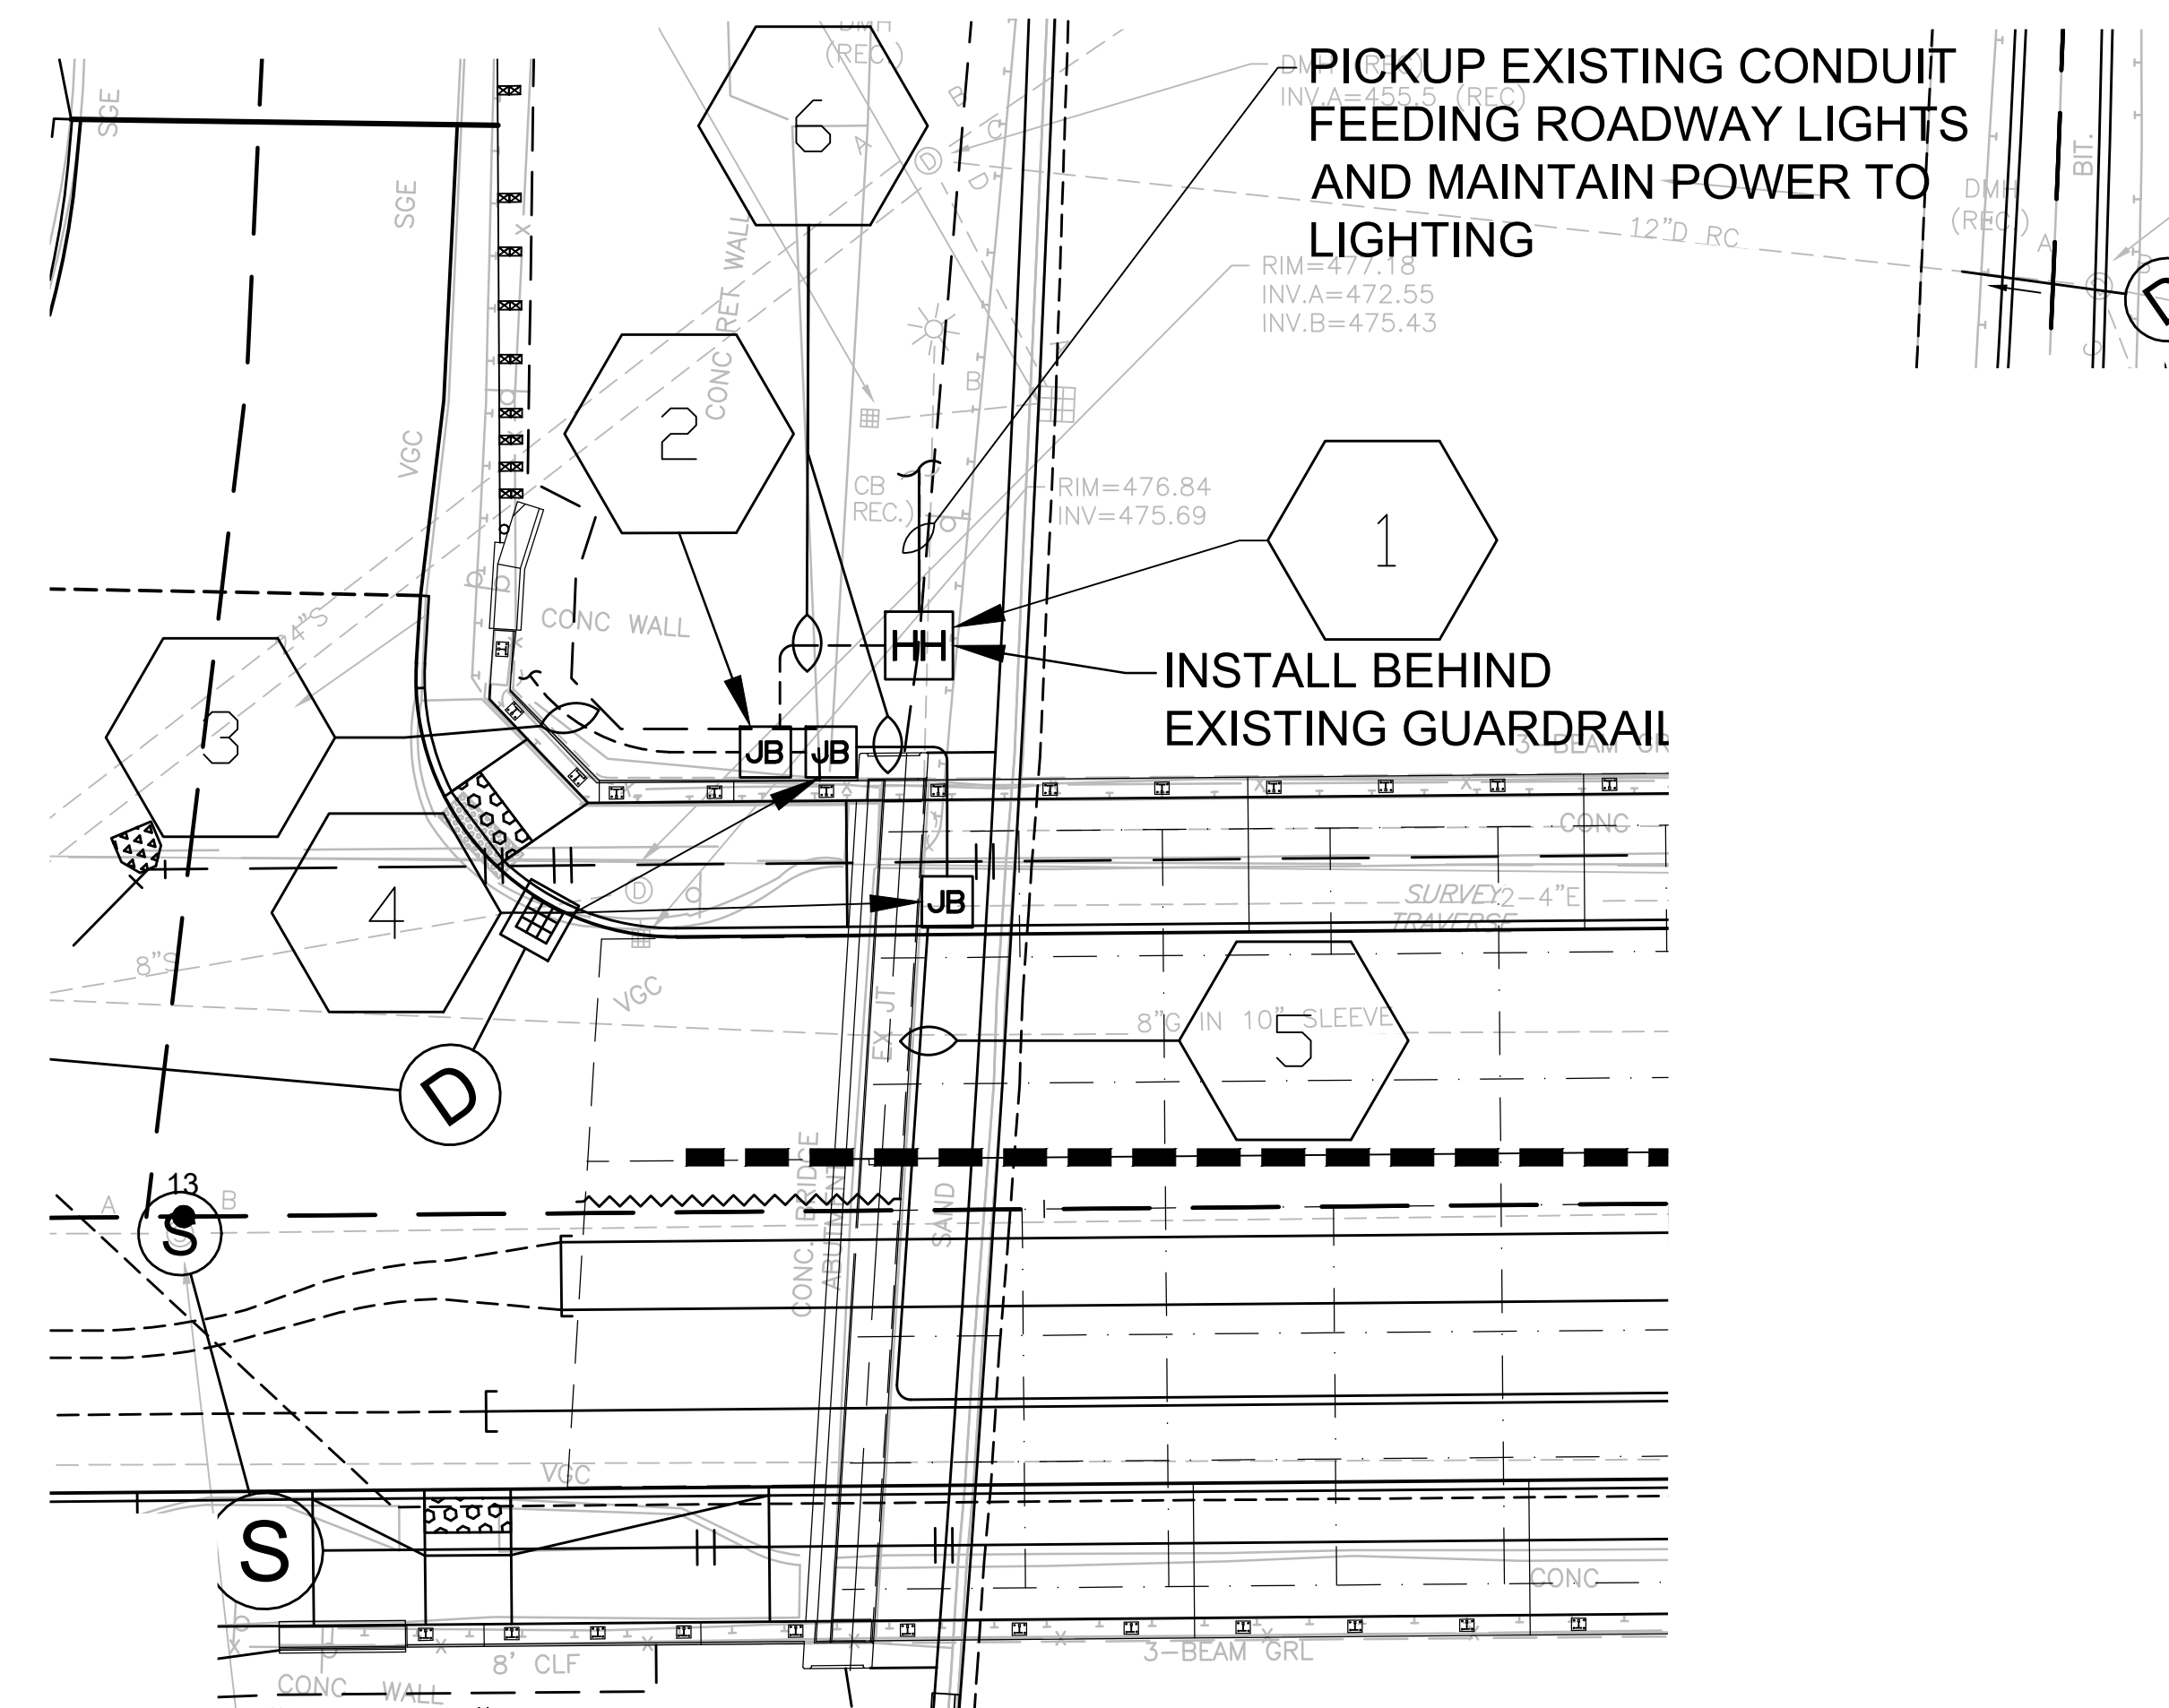 DMH
(REC.)
B
C
A
D
D
DMH (REC)
INV.A=455.5 (REC)
PICKUP EXISTING CONDUIT
FEEDING ROADWAY LIGHTS
AND MAINTAIN POWER TO
LIGHTING
12"D RC
DMH
(REC.)
A
B
C
D
BIT.
SGE
SGE
VGC
6
CONC RET WALL
RIM=477.18
INV.A=472.55
INV.B=475.43
B
2
CB
REC.)
RIM=476.84
INV=475.69
1
24"S
CONC WALL
HH
INSTALL BEHIND
EXISTING GUARDRAIL
3
JB
JB
3-BEAM GR
CONC
4
D
JB
SURVEY
TRAVERSE
2-4"E
8"S
VGC
EX JT
8"G IN 10" SLEEVE
5
D
CONC. BRIDGE
ABUTMENT
SAND
A
13
B
S
VGC
S
CONC
3-BEAM GRL
8' CLF
CONC WALL